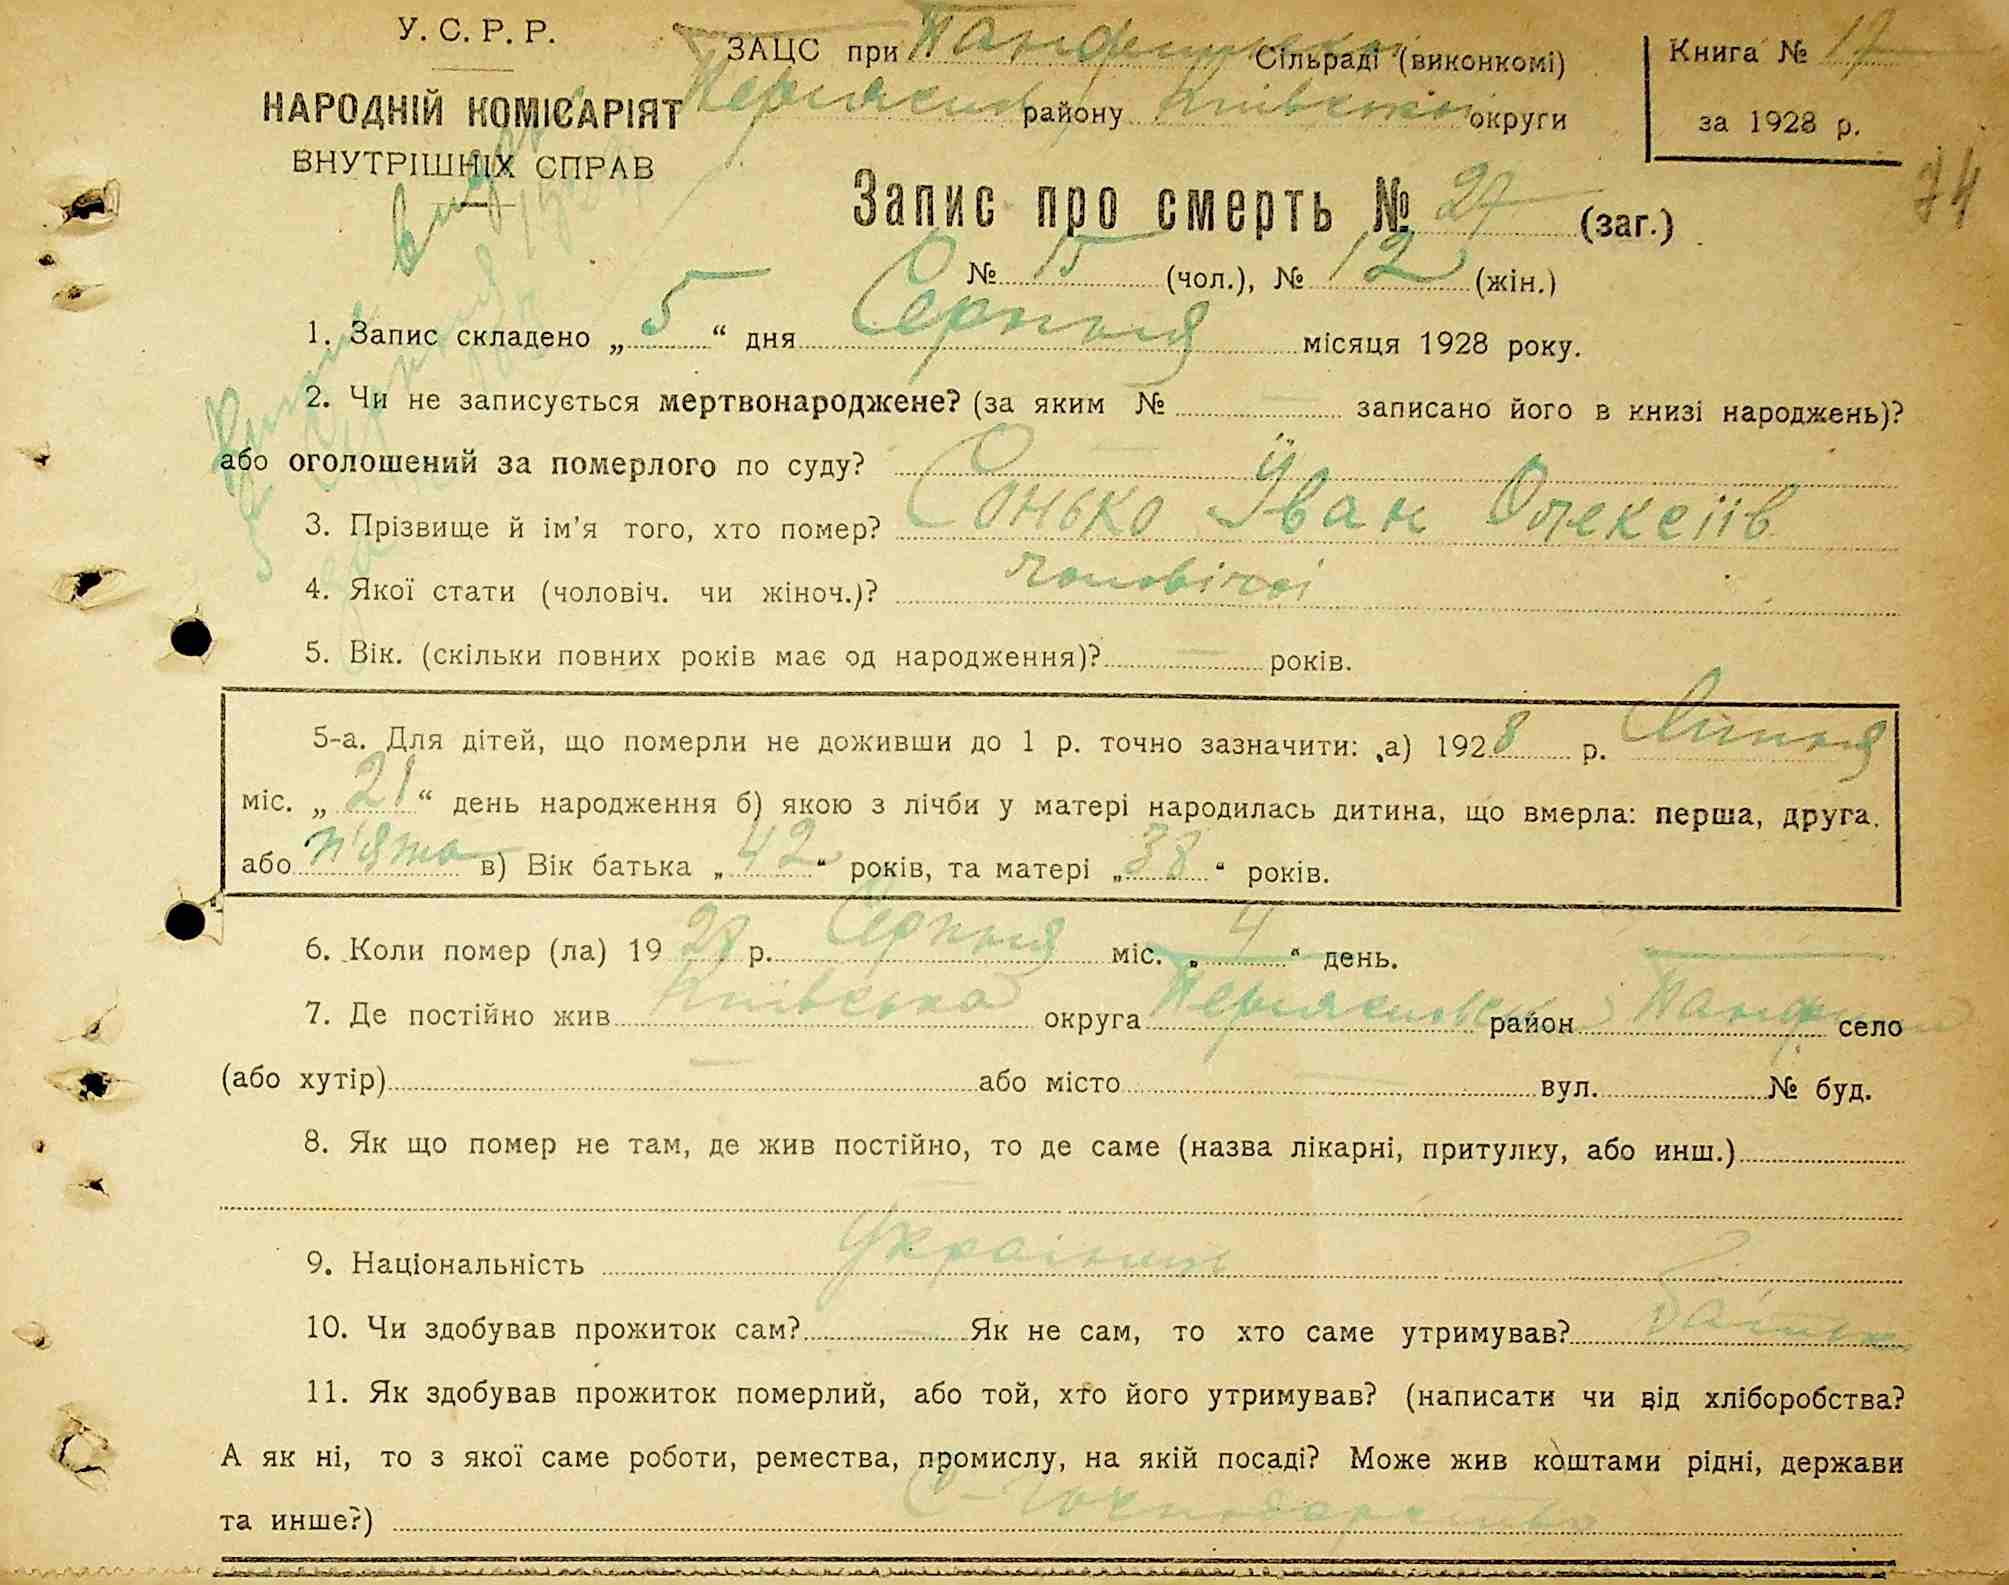 У. С. Р. Р.
НАРОДНІЙ КОМІСАРІЯТ
ВНУТРІШНІХ СПРАВ
ЗАЦС при Панфильской Сільраді (виконкомі)
району Київської округи
Книга № 17
за 1928 р.
74
Запис про смерть № 27 (заг.)
№ 15 (чол.), № 12 (жін.)
1. Запис складено „ 5 “ дня Серпня місяця 1928 року.
2. Чи не записується мертвонароджене? (за яким № — записано його в книзі народжень)?
або оголошений за померлого по суду? —
3. Прізвище й ім'я того, хто помер? Сонько Іван Олексіїв
4. Якої стати (чоловіч. чи жіноч.)? чоловічої
5. Вік. (скільки повних років має од народження)? — років.
5-а. Для дітей, що померли не доживши до 1 р. точно зазначити: а) 1928 р. Липня
міс. „ 21 “ день народження б) якою з лічби у матері народилась дитина, що вмерла: перша, друга.
або п'ята в) Вік батька „ 42 “ років, та матері „ 38 “ років.
6. Коли помер (ла) 1928 р. Серпня міс. „ 4 “ день.
7. Де постійно жив Київська округа район Панфили село
(або хутір) — або місто — вул. № буд.
8. Як що помер не там, де жив постійно, то де саме (назва лікарні, притулку, або инш.)
9. Національність Українець
10. Чи здобував прожиток сам? — Як не сам, то хто саме утримував? батько
11. Як здобував прожиток померлий, або той, хто його утримував? (написати чи від хліборобства?
А як ні, то з якої саме роботи, ремества, промислу, на якій посаді? Може жив коштами рідні, держави
та инше?) С-господарство